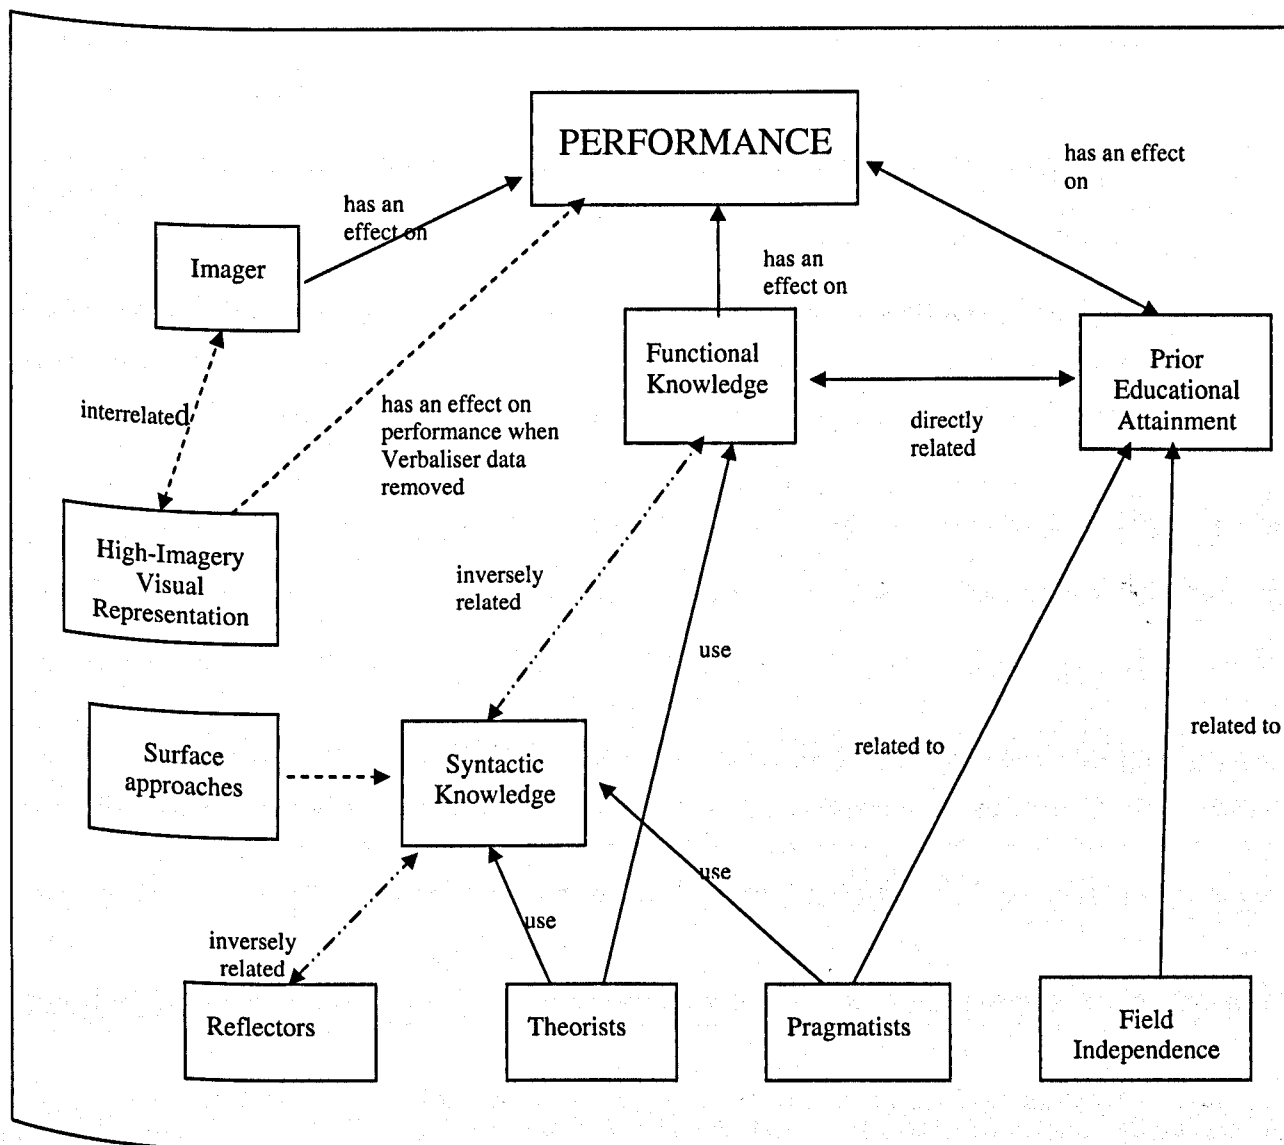 PERFORMANCE
has an effect
on
has an
effect on
Imager
has an
effect on
Functional
Knowledge
Prior
Educational
Attainment
interrelated
has an effect on
performance when
Verbaliser data
removed
directly
related
High-Imagery
Visual
Representation
inversely
related
use
related to
related to
Surface
approaches
Syntactic
Knowledge
use
use
inversely
related
Reflectors
Theorists
Pragmatists
Field
Independence